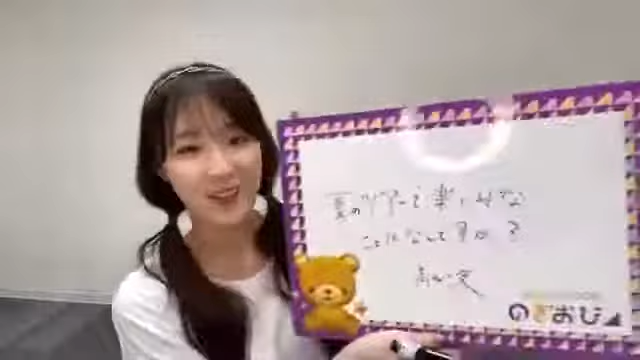 夏のツアーで楽しみな
ことはなんですか？
のぎおび